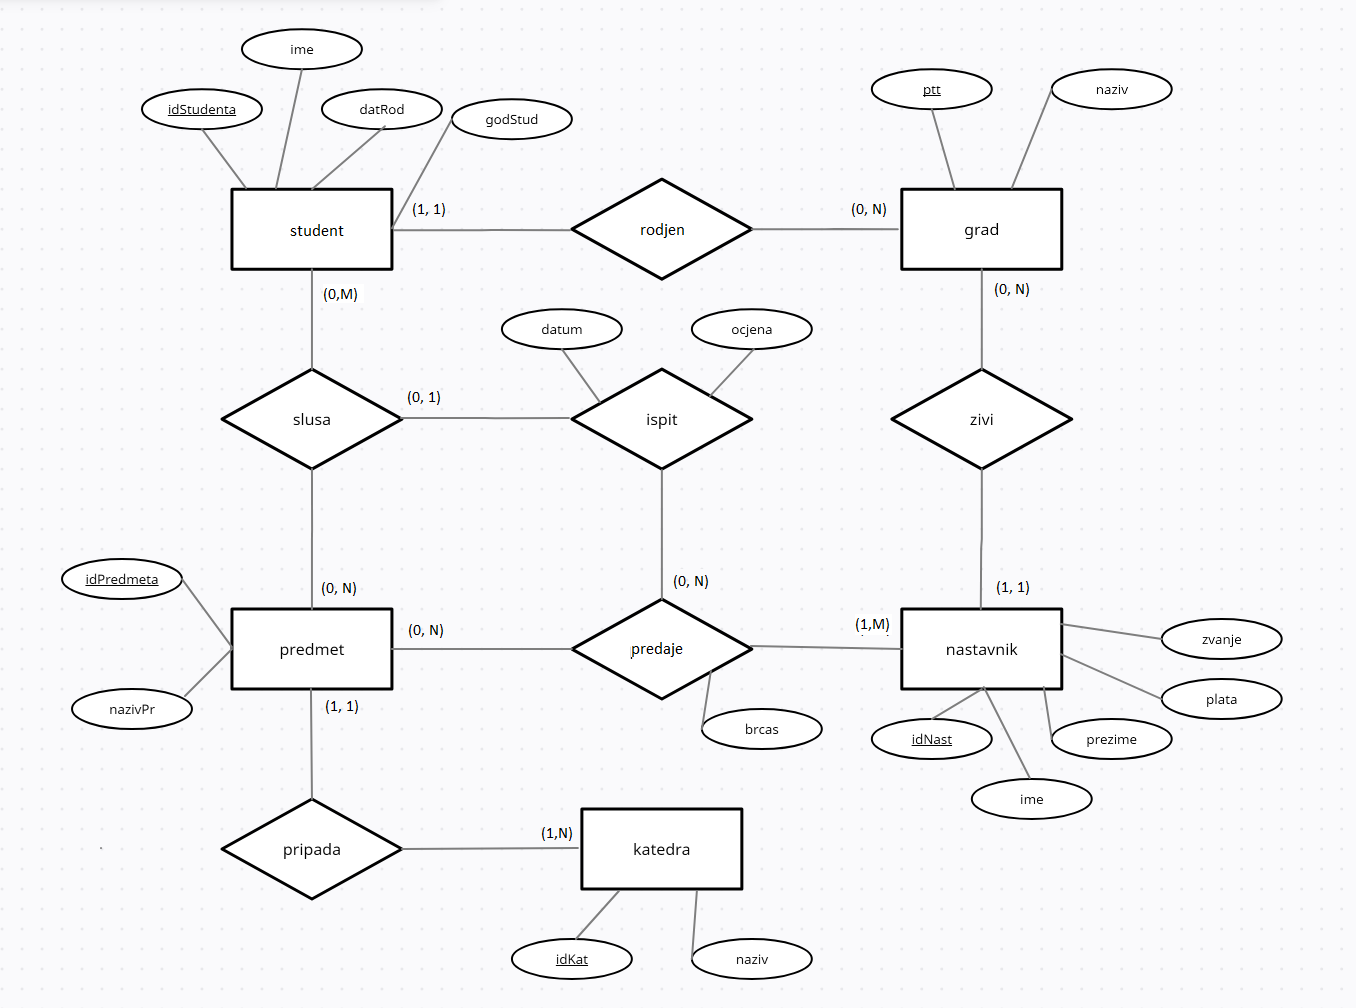 ime
idStudenta
datRod
godStud
ptt
naziv
student
(1, 1)
rodjen
(0, N)
grad
(0,M)
(0, N)
datum
ocjena
slusa
(0, 1)
ispit
zivi
idPredmeta
(0, N)
(0, N)
(1, 1)
predmet
(0, N)
predaje
(1,M)
nastavnik
zvanje
nazivPr
(1, 1)
brcas
plata
idNast
prezime
ime
pripada
(1,N)
katedra
idKat
naziv